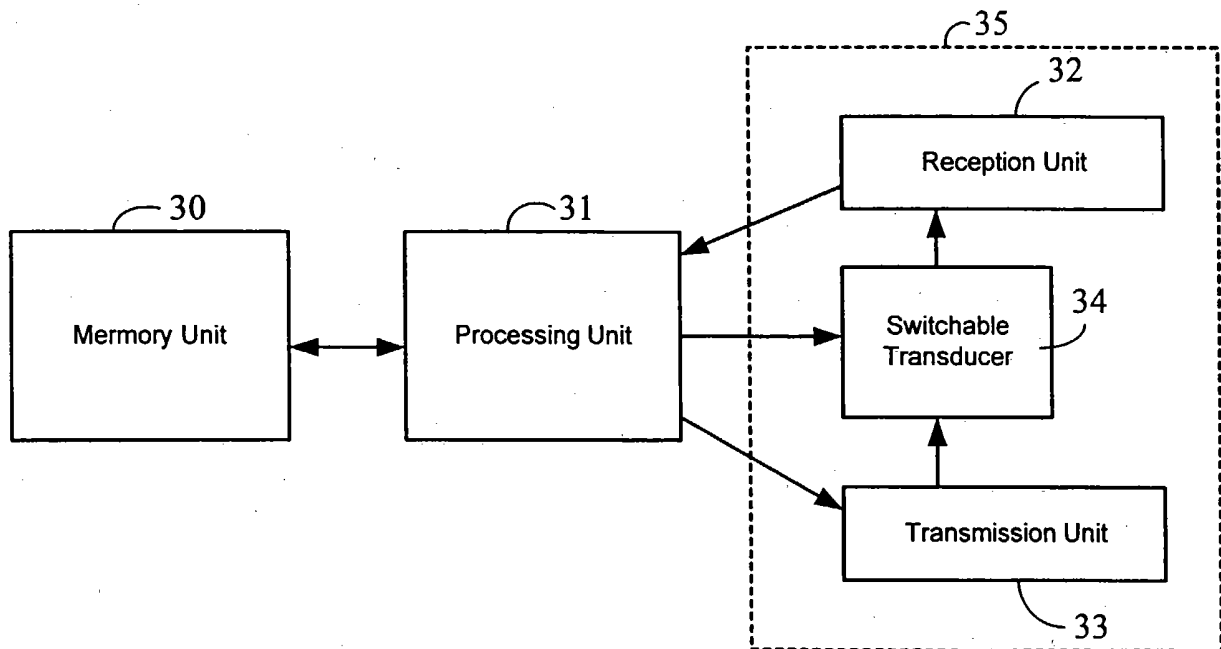 35
32
Reception Unit
30
31
Mermory Unit
Processing Unit
Switchable
Transducer
34
Transmission Unit
33